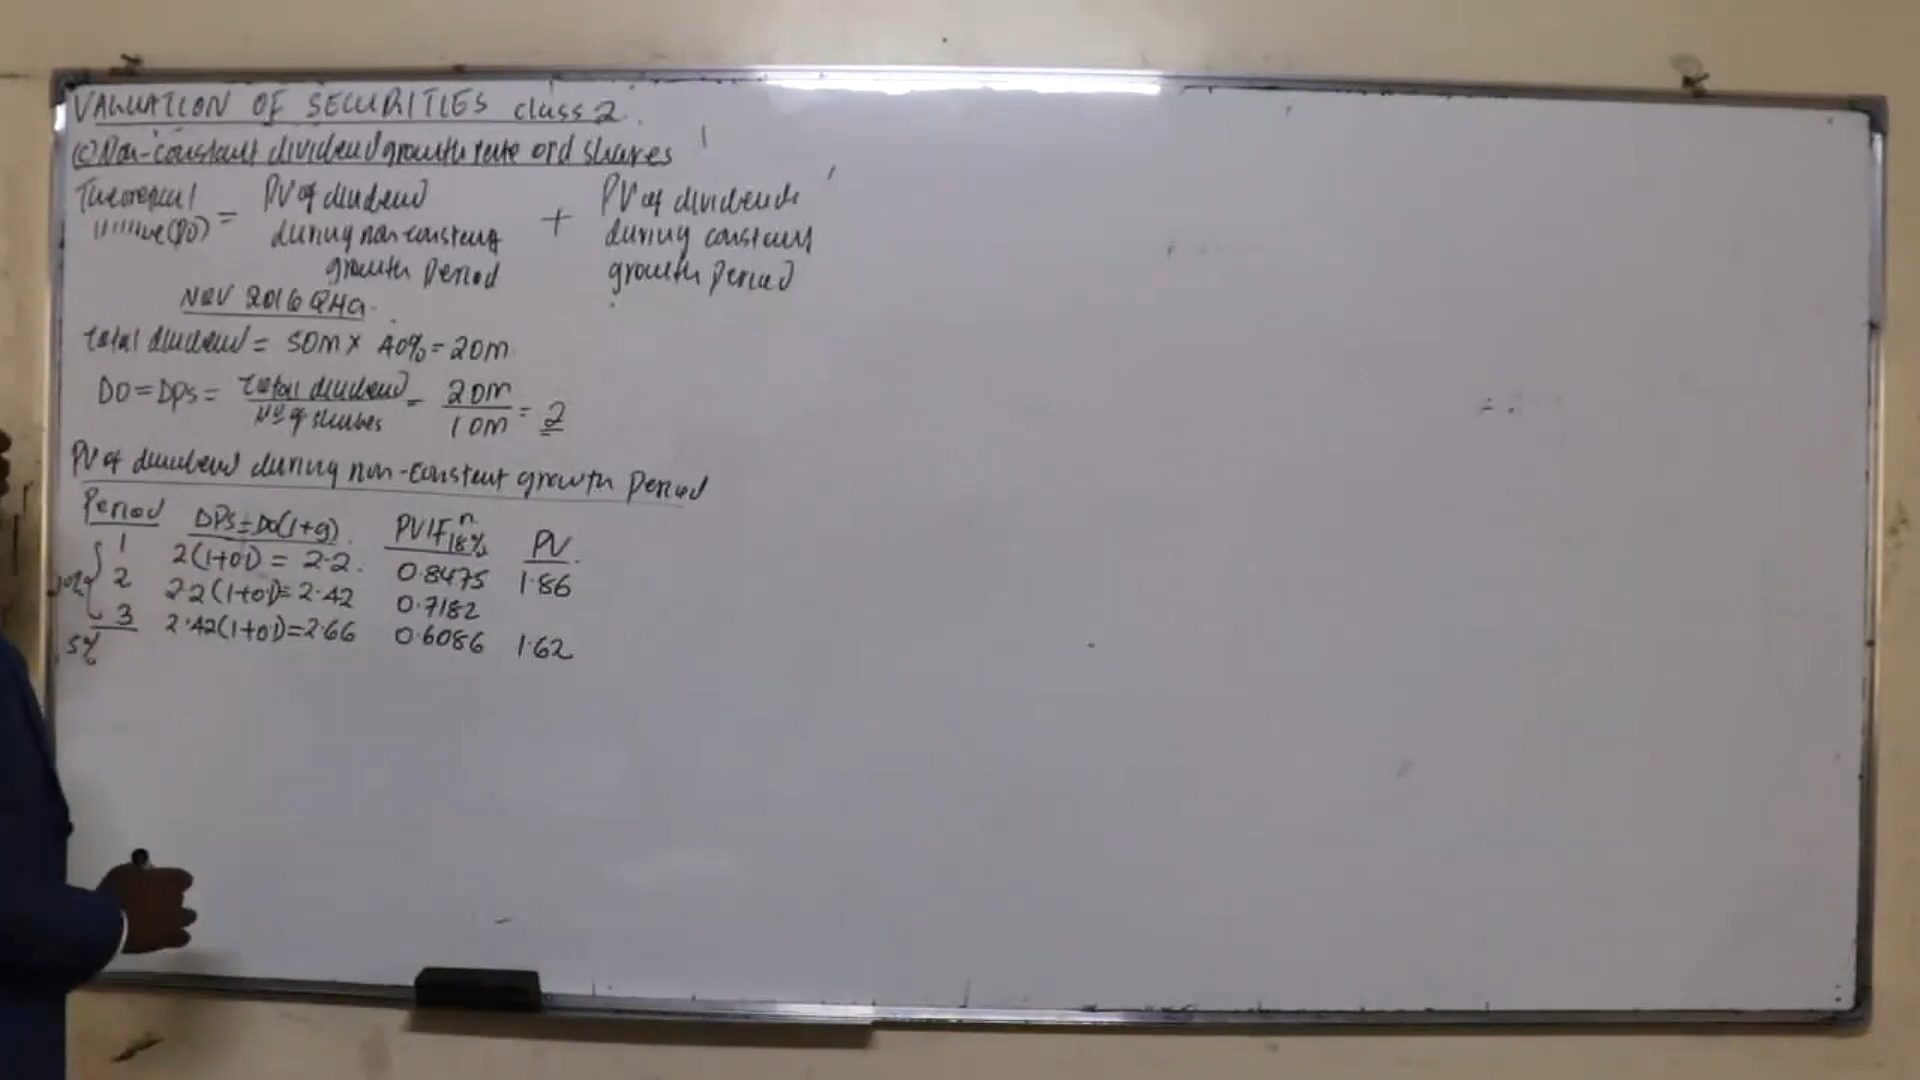 VALUATION OF SECURITIES class 2.
(c) Non-constant dividend growth rate ord shares
Theoretical (P0) = PV of dividend during non constant growth period + PV of dividends during constant growth period
NOV 2016 Q4a.
total dividend = 50m x 40% = 20m
D0 = DPS = total dividend / No of shares = 20m / 10m = 2
PV of dividend during non-constant growth period
Period DPS=D0(1+g) PVIF n 18% PV
1 2(1+0.1) = 2.2 0.8475 1.86
10% 2 2.2(1+0.1)=2.42 0.7182
3 2.42(1+0.1)=2.66 0.6086 1.62
5%